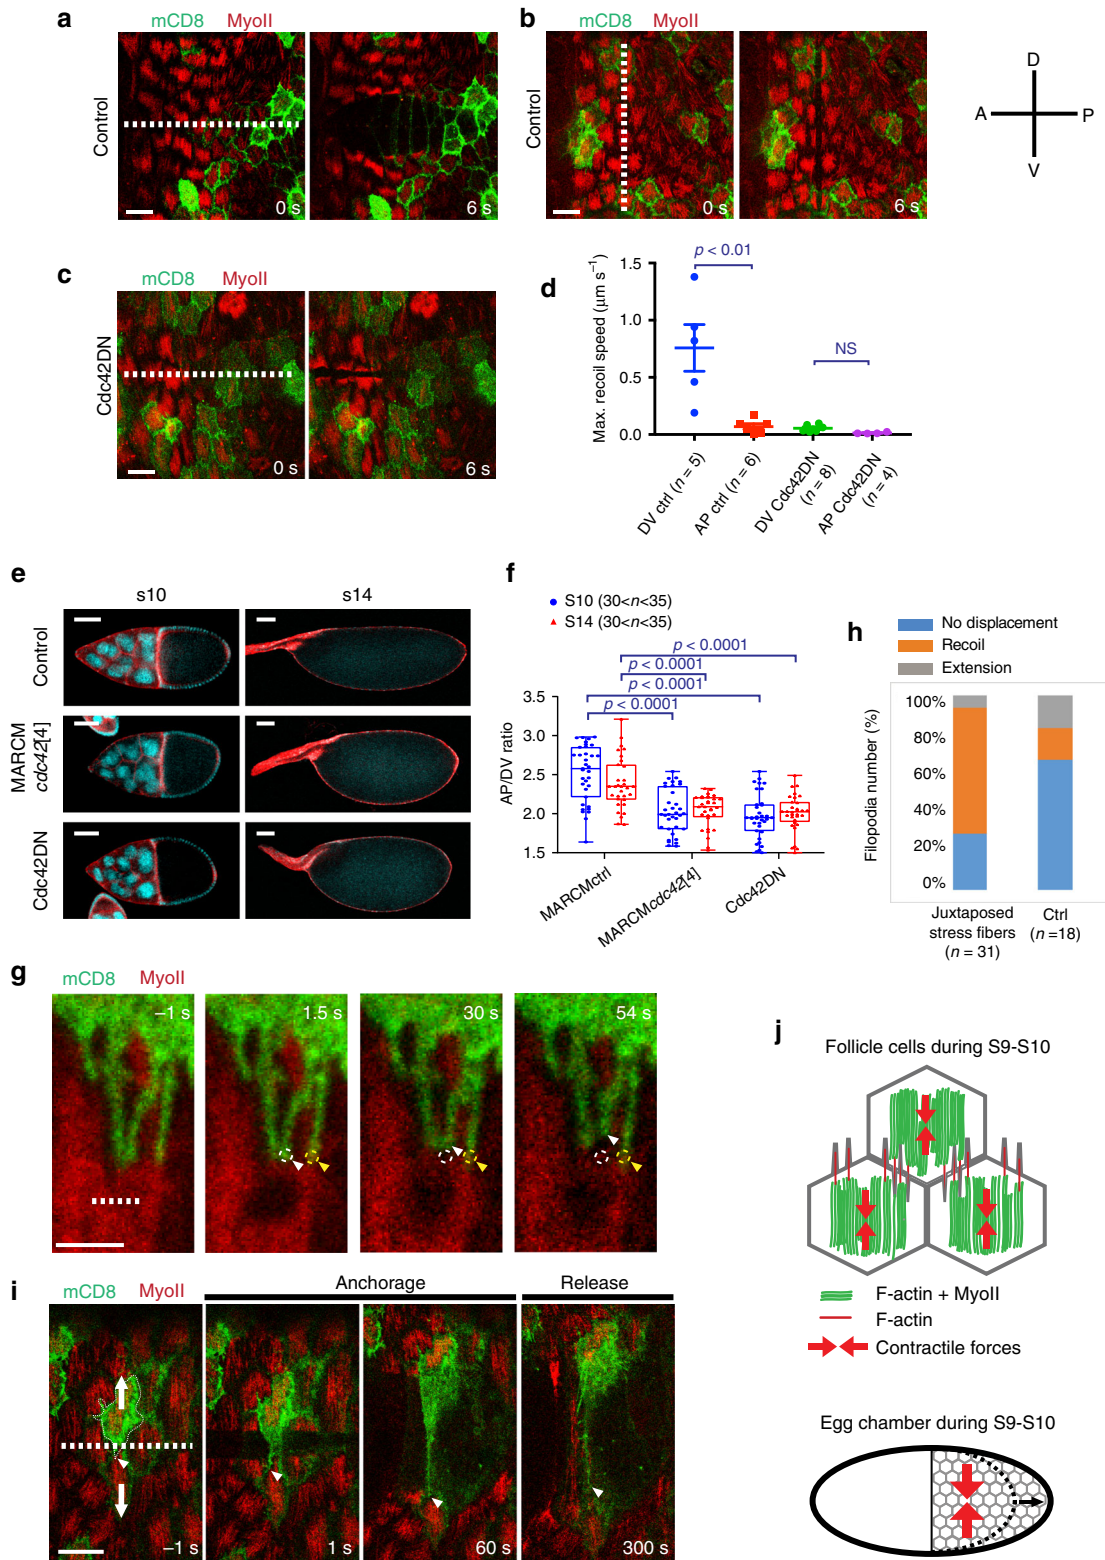 a
mCD8 MyoII
Control
0 s
6 s
b
mCD8 MyoII
Control
0 s
6 s
D
A
P
V
c
mCD8 MyoII
Cdc42DN
0 s
6 s
d
p < 0.01
NS
Max. recoil speed (μm s−1)
1.5
1.0
0.5
0.0
DV ctrl (n = 5)
AP ctrl (n = 6)
DV Cdc42DN
(n = 8)
AP Cdc42DN
(n = 4)
e
s10
s14
Control
MARCM
cdc42[4]
Cdc42DN
f
S10 (30<n<35)
S14 (30<n<35)
p < 0.0001
p < 0.0001
p < 0.0001
p < 0.0001
AP/DV ratio
3.5
3.0
2.5
2.0
1.5
MARCMctrl
MARCMcdc42[4]
Cdc42DN
h
No displacement
Recoil
Extension
Filopodia number (%)
100%
80%
60%
40%
20%
0%
Juxtaposed
stress fibers
(n = 31)
Ctrl
(n =18)
g
mCD8 MyoII
−1 s
1.5 s
30 s
54 s
i
mCD8 MyoII
Anchorage
Release
−1 s
1 s
60 s
300 s
j
Follicle cells during S9-S10
F-actin + MyoII
F-actin
Contractile forces
Egg chamber during S9-S10